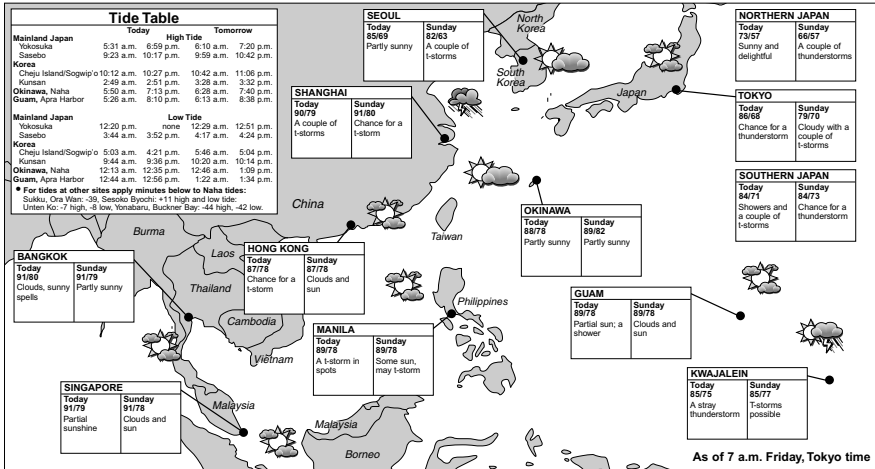 Tide Table
Today Tomorrow
Mainland Japan High Tide
Yokosuka 5:31 a.m. 6:59 p.m. 6:10 a.m. 7:20 p.m.
Sasebo 9:23 a.m. 10:17 p.m. 9:59 a.m. 10:42 p.m.
Korea
Cheju Island/Sogwip'o 10:12 a.m. 10:27 p.m. 10:42 a.m. 11:06 p.m.
Kunsan 2:49 a.m. 2:51 p.m. 3:28 a.m. 3:32 p.m.
Okinawa, Naha 5:50 a.m. 7:13 p.m. 6:28 a.m. 7:40 p.m.
Guam, Apra Harbor 5:26 a.m. 8:10 p.m. 6:13 a.m. 8:38 p.m.
Mainland Japan Low Tide
Yokosuka 12:20 p.m. none 12:29 a.m. 12:51 p.m.
Sasebo 3:44 a.m. 3:52 p.m. 4:17 a.m. 4:24 p.m.
Korea
Cheju Island/Sogwip'o 5:03 a.m. 4:21 p.m. 5:46 a.m. 5:04 p.m.
Kunsan 9:44 a.m. 9:36 p.m. 10:20 a.m. 10:14 p.m.
Okinawa, Naha 12:13 a.m. 12:35 p.m. 12:46 a.m. 1:09 p.m.
Guam, Apra Harbor 12:44 a.m. 12:56 p.m. 1:22 a.m. 1:34 p.m.
• For tides at other sites apply minutes below to Naha tides:
Sukku, Ora Wan: -39, Sesoko Byochi: +11 high and low tide:
Unten Ko: -7 high, -8 low, Yonabaru, Buckner Bay: -44 high, -42 low.
SEOUL
Today Sunday
85/69 82/63
Partly sunny A couple of
t-storms
North
Korea
South
Korea
Japan
NORTHERN JAPAN
Today Sunday
73/57 66/57
Sunny and A couple of
delightful thunderstorms
SHANGHAI
Today Sunday
90/79 91/80
A couple of Chance for a
t-storms t-storm
TOKYO
Today Sunday
86/68 79/70
Chance for a Cloudy with a
thunderstorm couple of
t-storms
SOUTHERN JAPAN
Today Sunday
84/71 84/73
Showers and Chance for a
a couple of thunderstorm
t-storms
China
Taiwan
OKINAWA
Today Sunday
88/78 89/82
Partly sunny Partly sunny
Burma
Laos
Thailand
Cambodia
Vietnam
BANGKOK
Today Sunday
91/80 91/79
Clouds, sunny Partly sunny
spells
HONG KONG
Today Sunday
87/78 87/78
Chance for a Clouds and
t-storm sun
Philippines
GUAM
Today Sunday
89/78 89/78
Partial sun; a Clouds and
shower sun
MANILA
Today Sunday
89/78 89/78
A t-storm in Some sun,
spots may t-storm
KWAJALEIN
Today Sunday
85/75 85/77
A stray T-storms
thunderstorm possible
SINGAPORE
Today Sunday
91/79 91/78
Partial Clouds and
sunshine sun
Malaysia
Malaysia
Borneo
As of 7 a.m. Friday, Tokyo time